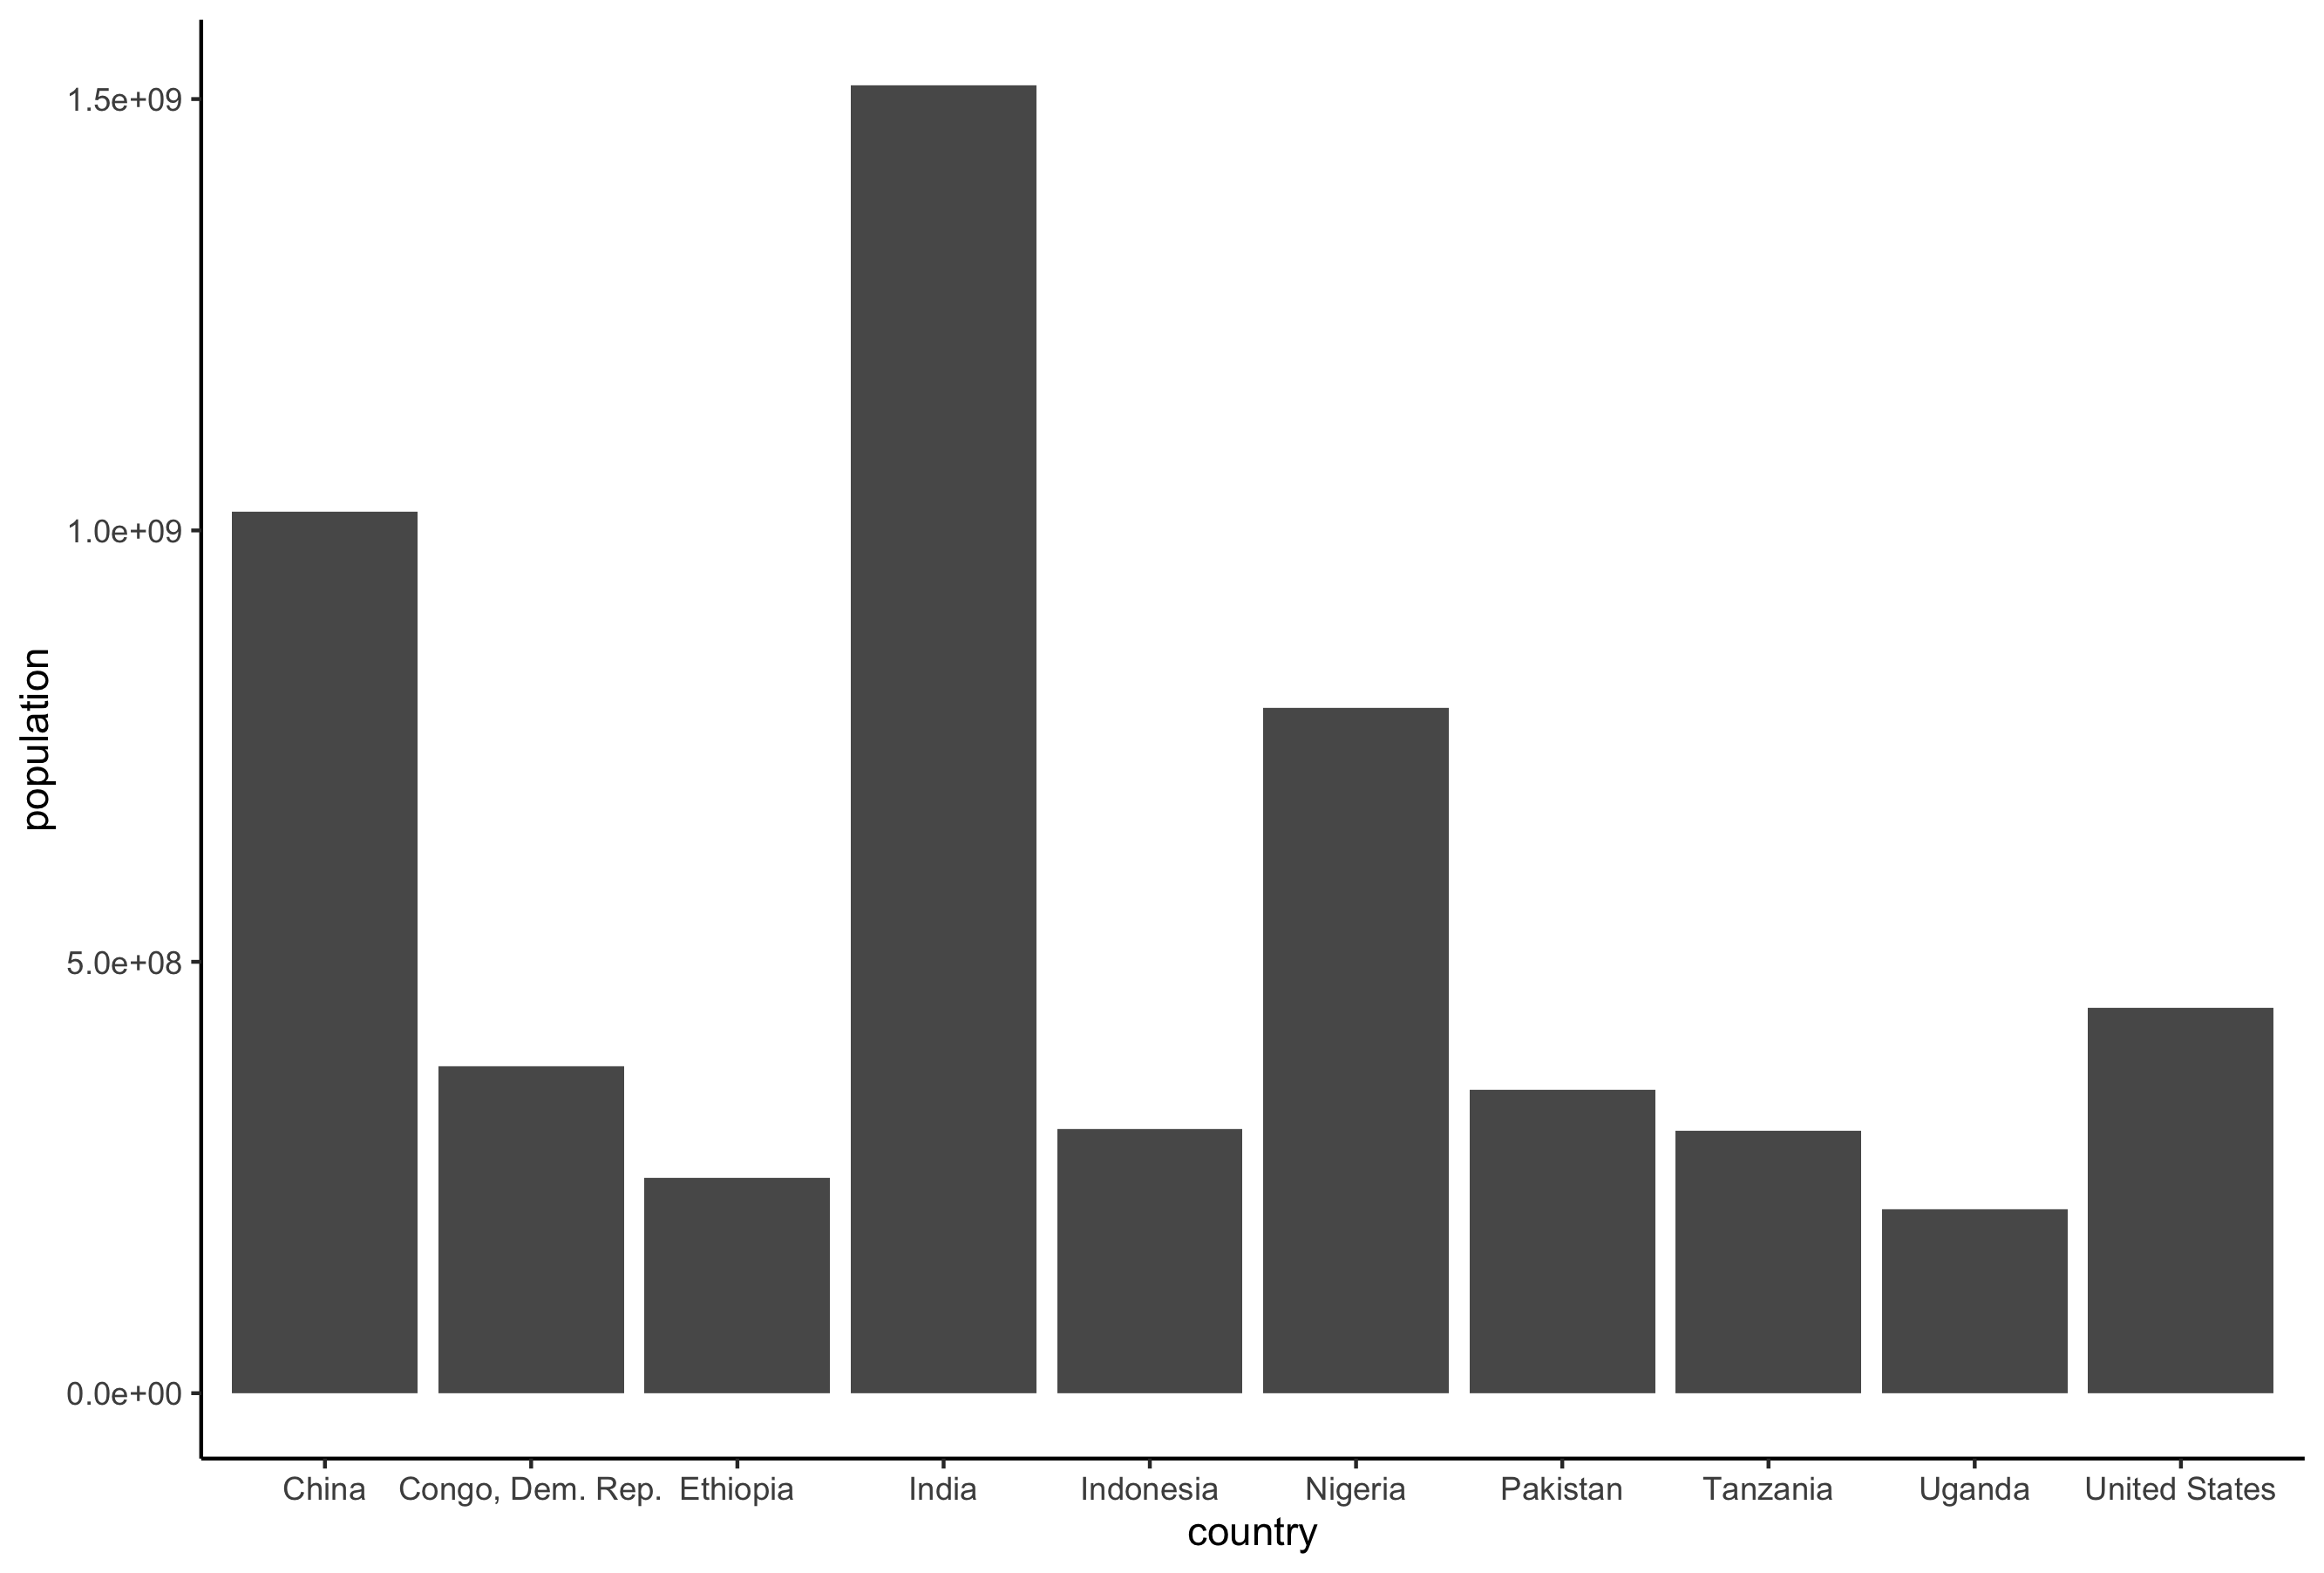 1.5e+09
1.0e+09
5.0e+08
0.0e+00
population
China Congo, Dem. Rep. Ethiopia India Indonesia Nigeria Pakistan Tanzania Uganda United States
country